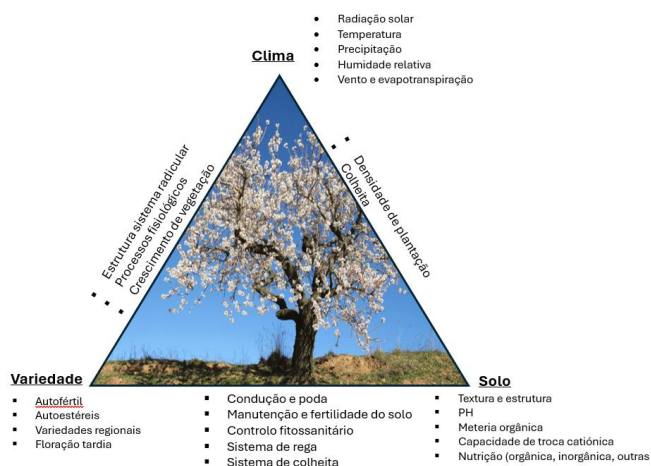 Radiação solar
Temperatura
Precipitação
Humidade relativa
Vento e evapotranspiração
Clima
Estrutura sistema radicular
Processos fisiológicos
Crescimento de vegetação
Densidade de plantação
Colheita
Variedade
Autofértil
Autoestéreis
Variedades regionais
Floração tardia
Condução e poda
Manutenção e fertilidade do solo
Controlo fitossanitário
Sistema de rega
Sistema de colheita
Solo
Textura e estrutura
PH
Meteria orgânica
Capacidade de troca catiónica
Nutrição (orgânica, inorgânica, outras